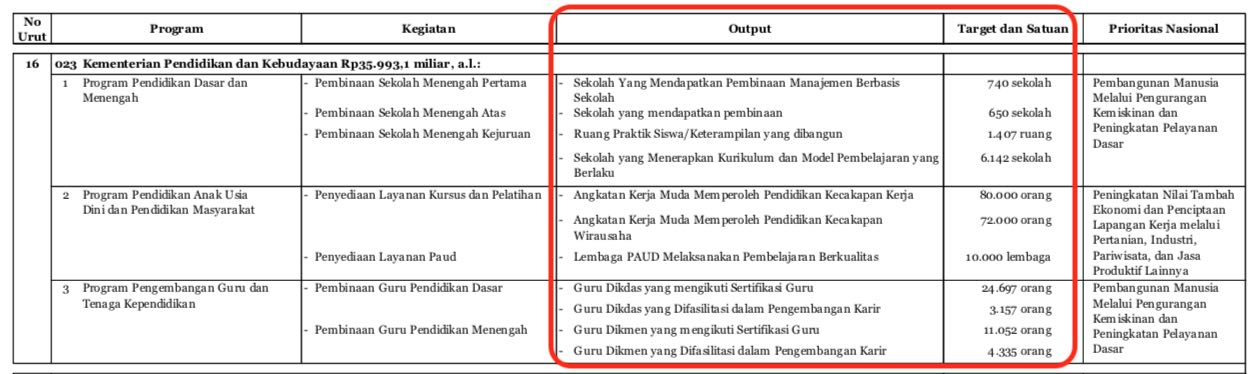 No Urut Program Kegiatan Output Target dan Satuan Prioritas Nasional
16 023 Kementerian Pendidikan dan Kebudayaan Rp35.993,1 miliar, a.l.:
1 Program Pendidikan Dasar dan Menengah
- Pembinaan Sekolah Menengah Pertama
- Sekolah Yang Mendapatkan Pembinaan Manajemen Berbasis Sekolah
740 sekolah
- Pembinaan Sekolah Menengah Atas
- Sekolah yang mendapatkan pembinaan
650 sekolah
- Pembinaan Sekolah Menengah Kejuruan
- Ruang Praktik Siswa/Keterampilan yang dibangun
1.407 ruang
- Sekolah yang Menerapkan Kurikulum dan Model Pembelajaran yang Berlaku
6.142 sekolah
Pembangunan Manusia
Melalui Pengurangan
Kemiskinan dan
Peningkatan Pelayanan
Dasar
2 Program Pendidikan Anak Usia
Dini dan Pendidikan Masyarakat
- Penyediaan Layanan Kursus dan Pelatihan
- Angkatan Kerja Muda Memperoleh Pendidikan Kecakapan Kerja
80.000 orang
- Angkatan Kerja Muda Memperoleh Pendidikan Kecakapan
Wirausaha
72.000 orang
- Penyediaan Layanan Paud
- Lembaga PAUD Melaksanakan Pembelajaran Berkualitas
10.000 lembaga
Peningkatan Nilai Tambah
Ekonomi dan Penciptaan
Lapangan Kerja melalui
Pertanian, Industri,
Pariwisata, dan Jasa
Produktif Lainnya
3 Program Pengembangan Guru dan
Tenaga Kependidikan
- Pembinaan Guru Pendidikan Dasar
- Guru Dikdas yang mengikuti Sertifikasi Guru
24.697 orang
- Guru Dikdas yang Difasilitasi dalam Pengembangan Karir
3.157 orang
- Pembinaan Guru Pendidikan Menengah
- Guru Dikmen yang mengikuti Sertifikasi Guru
11.052 orang
- Guru Dikmen yang Difasilitasi dalam Pengembangan Karir
4.335 orang
Pembangunan Manusia
Melalui Pengurangan
Kemiskinan dan
Peningkatan Pelayanan
Dasar